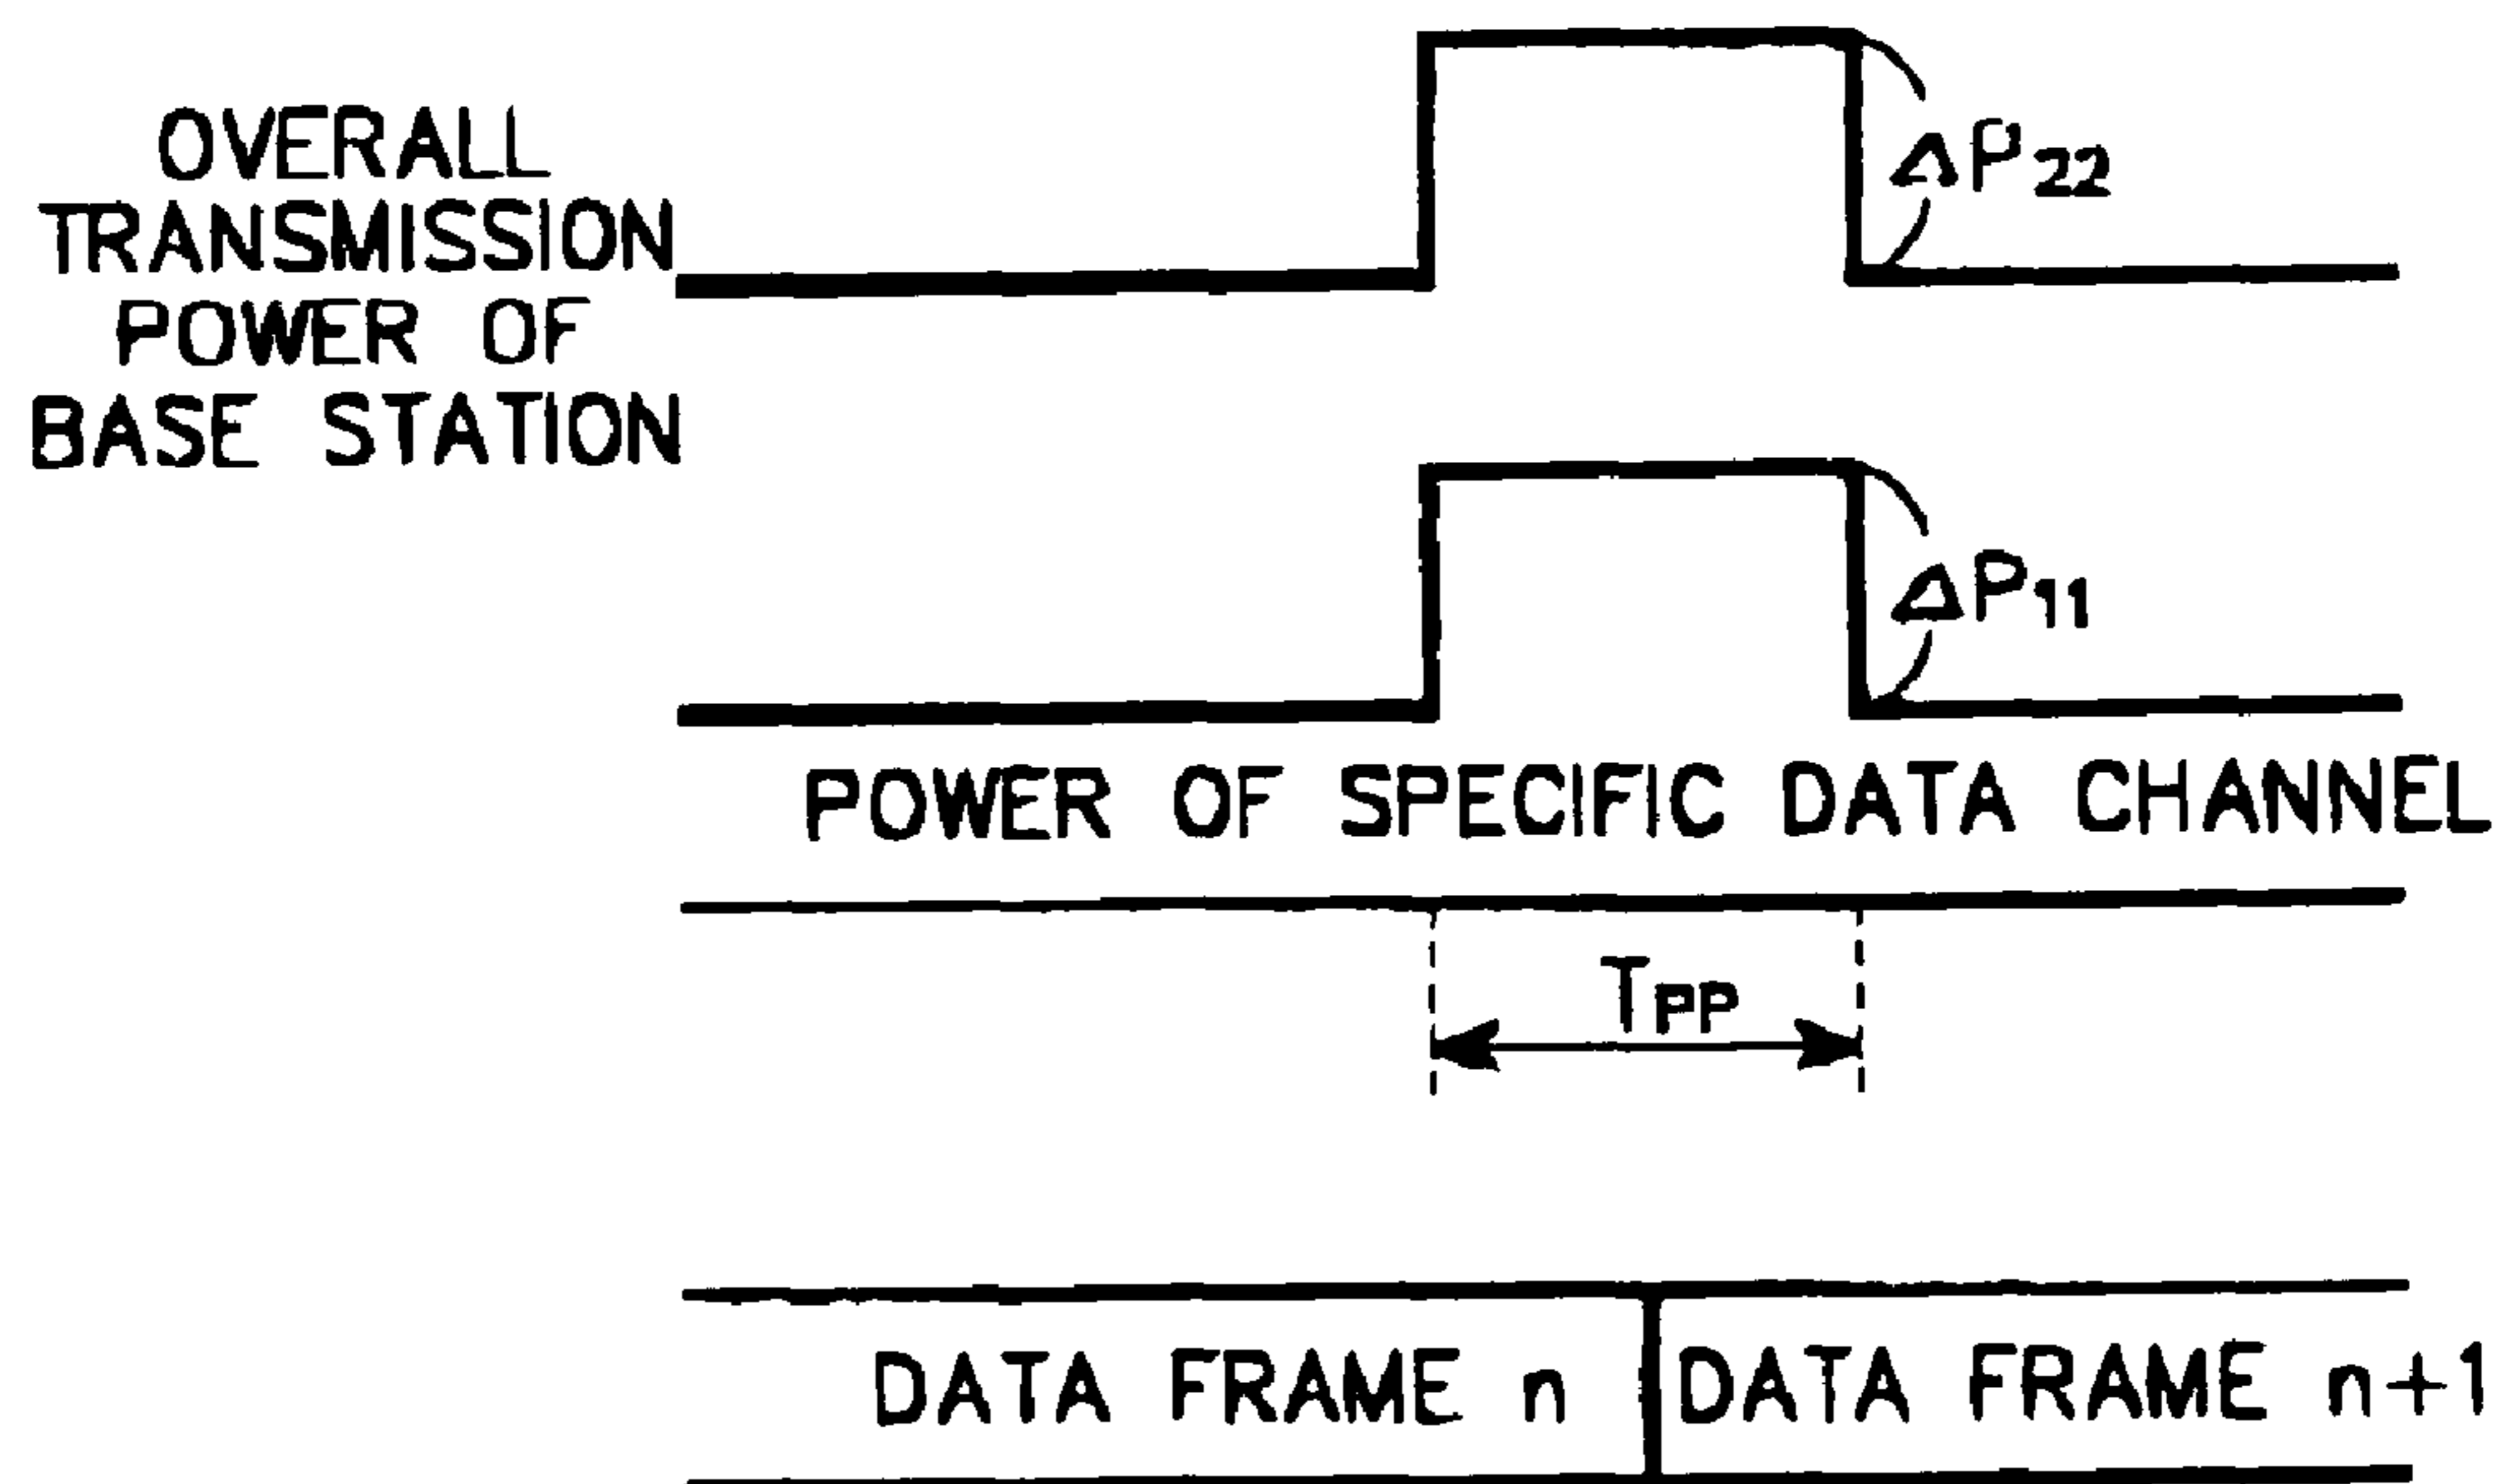 OVERALL
TRANSMISSION
POWER OF
BASE STATION
ΔP22
ΔP11
POWER OF SPECIFIC DATA CHANNEL
TPP
DATA FRAME n
DATA FRAME n+1